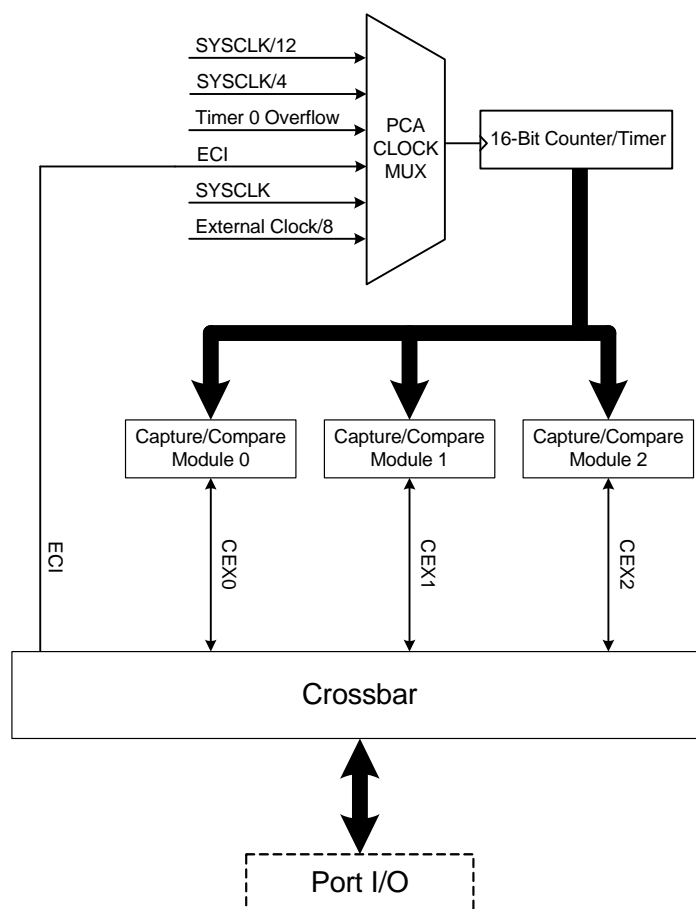 SYSCLK/12
SYSCLK/4
Timer 0 Overflow
ECI
SYSCLK
External Clock/8
PCA
CLOCK
MUX
16-Bit Counter/Timer
Capture/Compare
Module 0
Capture/Compare
Module 1
Capture/Compare
Module 2
ECI
CEX0
CEX1
CEX2
Crossbar
Port I/O